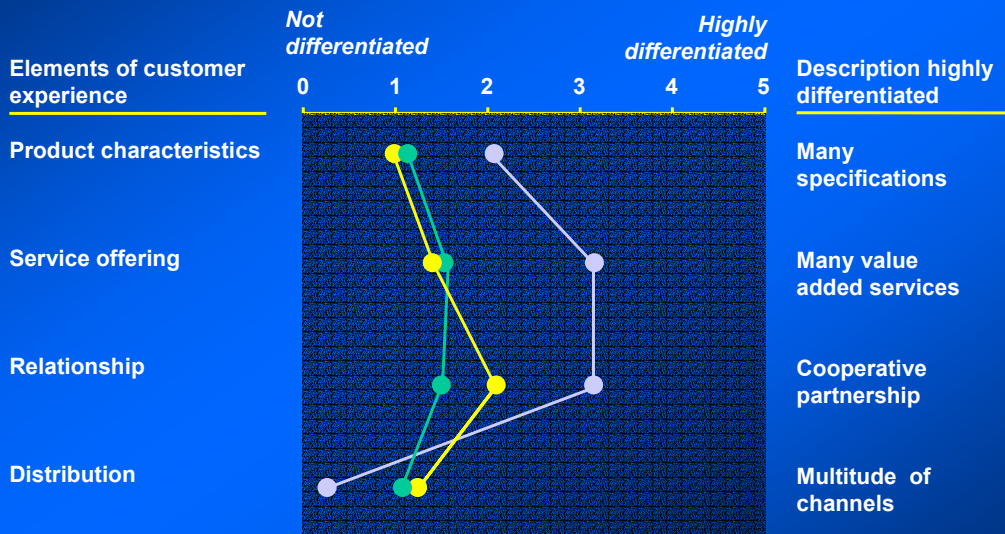 Not
differentiated
Highly
differentiated
Elements of customer
experience
0 1 2 3 4 5
Description highly
differentiated
Product characteristics
Many
specifications
Service offering
Many value
added services
Relationship
Cooperative
partnership
Distribution
Multitude of
channels